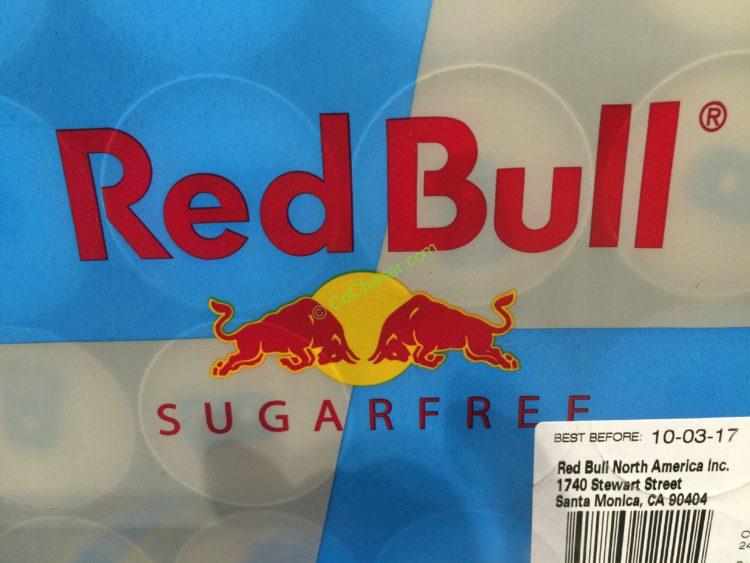 Red Bull ®
© CoChaser.com
SUGARFREE
BEST BEFORE: 10-03-17
Red Bull North America Inc.
1740 Stewart Street
Santa Monica, CA 90404